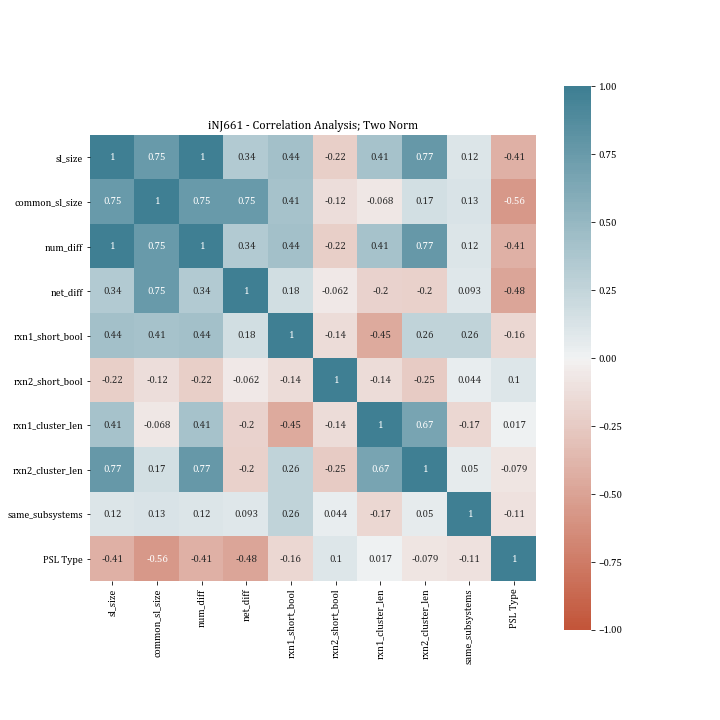 iNJ661 - Correlation Analysis; Two Norm
sl_size 1 0.75 1 0.34 0.44 -0.22 0.41 0.77 0.12 -0.41
common_sl_size 0.75 1 0.75 0.75 0.41 -0.12 -0.068 0.17 0.13 -0.56
num_diff 1 0.75 1 0.34 0.44 -0.22 0.41 0.77 0.12 -0.41
net_diff 0.34 0.75 0.34 1 0.18 -0.062 -0.2 -0.2 0.093 -0.48
rxn1_short_bool 0.44 0.41 0.44 0.18 1 -0.14 -0.45 0.26 0.26 -0.16
rxn2_short_bool -0.22 -0.12 -0.22 -0.062 -0.14 1 -0.14 -0.25 0.044 0.1
rxn1_cluster_len 0.41 -0.068 0.41 -0.2 -0.45 -0.14 1 0.67 -0.17 0.017
rxn2_cluster_len 0.77 0.17 0.77 -0.2 0.26 -0.25 0.67 1 0.05 -0.079
same_subsystems 0.12 0.13 0.12 0.093 0.26 0.044 -0.17 0.05 1 -0.11
PSL Type -0.41 -0.56 -0.41 -0.48 -0.16 0.1 0.017 -0.079 -0.11 1
sl_size common_sl_size num_diff net_diff rxn1_short_bool rxn2_short_bool rxn1_cluster_len rxn2_cluster_len same_subsystems PSL Type
1.00
0.75
0.50
0.25
0.00
−0.25
−0.50
−0.75
−1.00